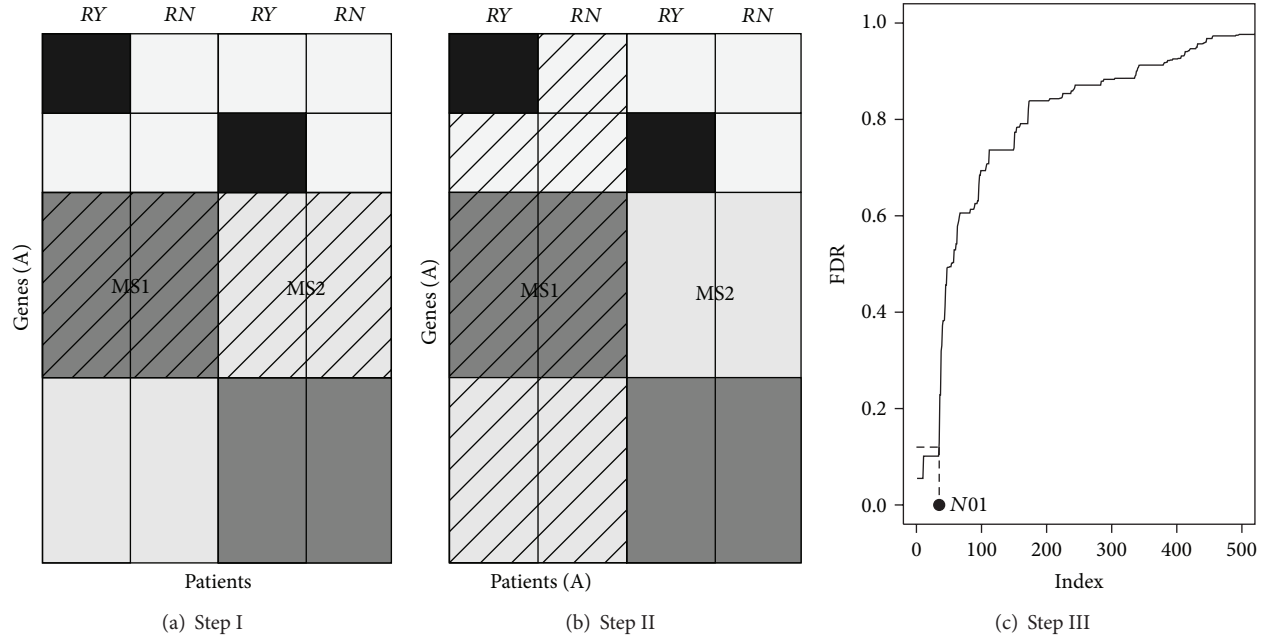 RY RN RY RN
Genes (A)
MS1 MS2
Patients
(a) Step I
RY RN RY RN
Genes (A)
MS1 MS2
Patients (A)
(b) Step II
1.0
0.8
0.6
0.4
0.2
0.0
FDR
N01
0 100 200 300 400 500
Index
(c) Step III